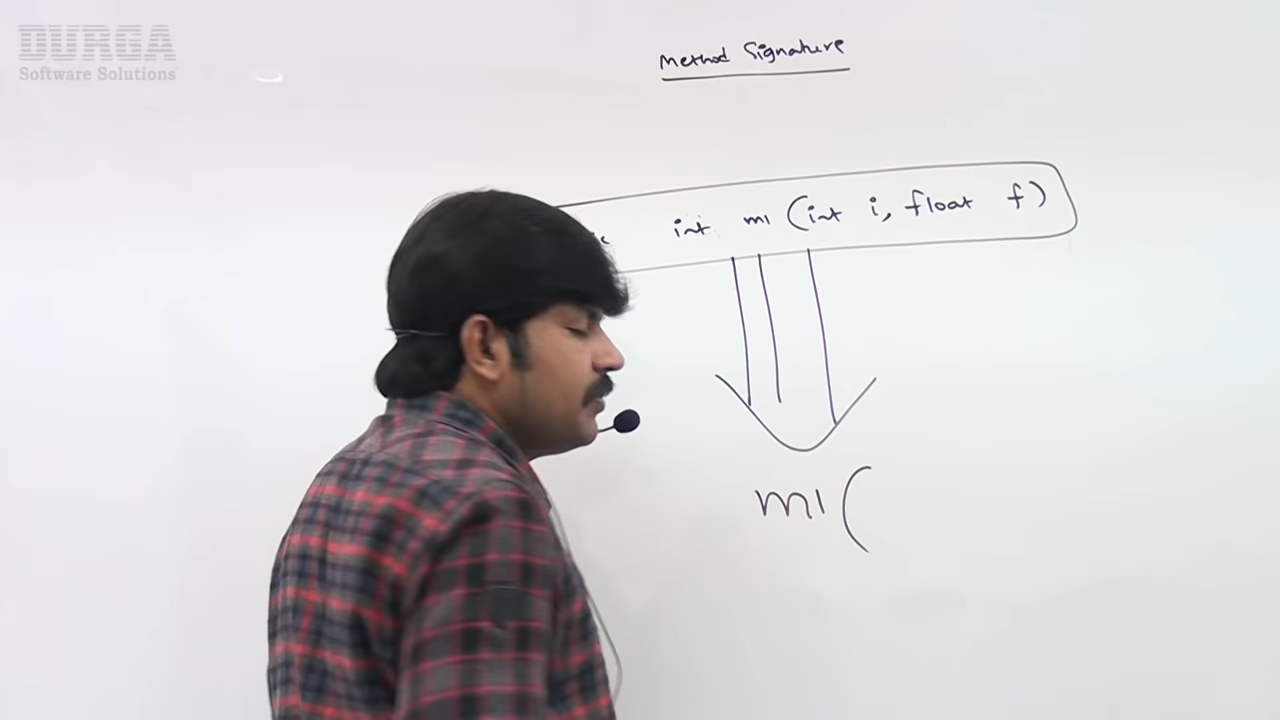 DURGA
Software Solutions
Method Signature
int m1 (int i, float f)
m1 (